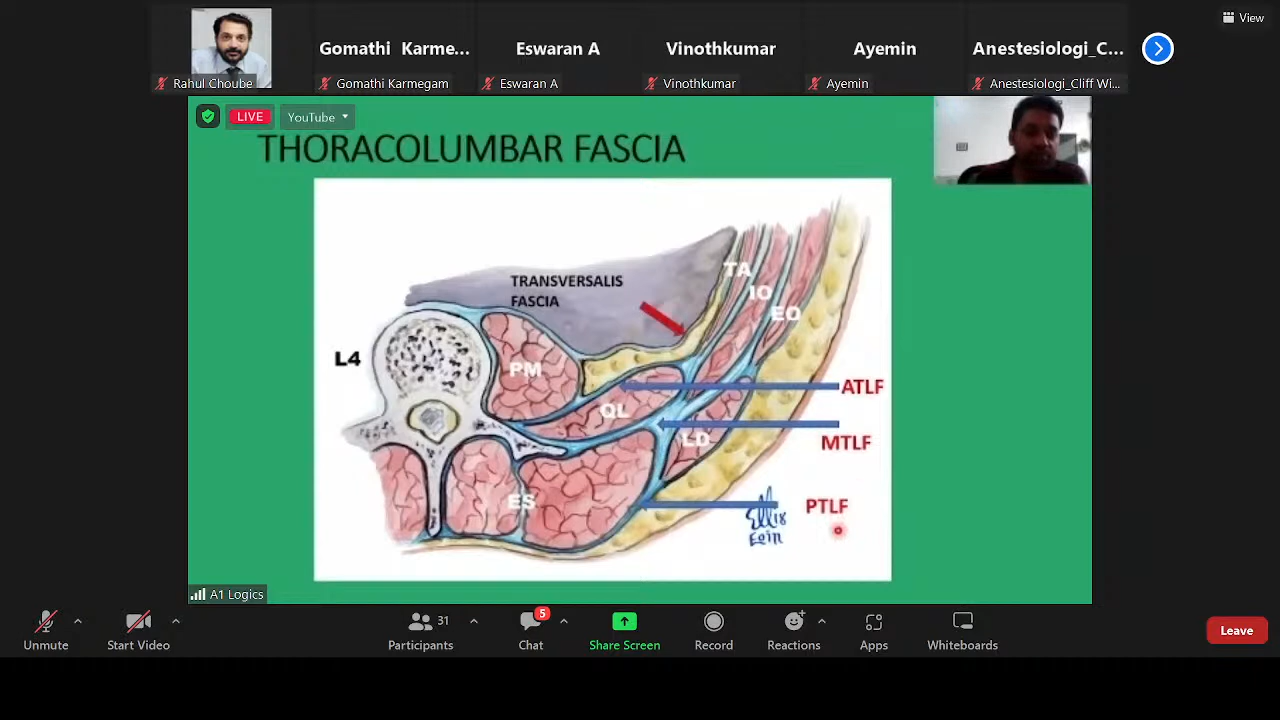 View
Gomathi Karme...
Eswaran A
Vinothkumar
Ayemin
Anestesiologi_C...
Rahul Choube
Gomathi Karmegam
Eswaran A
Vinothkumar
Ayemin
Anestesiologi_Cliff Wi...
LIVE
YouTube
THORACOLUMBAR FASCIA
TRANSVERSALIS
FASCIA
TA
IO
EO
L4
PM
ATLF
QL
LD
MTLF
ES
PTLF
A1 Logics
31
5
Unmute
Start Video
Participants
Chat
Share Screen
Record
Reactions
Apps
Whiteboards
Leave